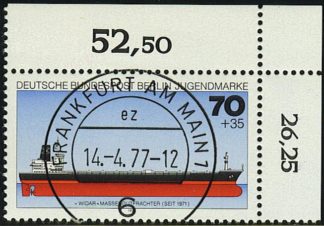 52,50
DEUTSCHE BUNDESPOST BERLIN JUGENDMARKE
70
+35
FRANKFURT AM MAIN 1
ez
14.-4.77-12
6
»WIDAR« MASSENGUTFRACHTER (SEIT 1971)
26,25